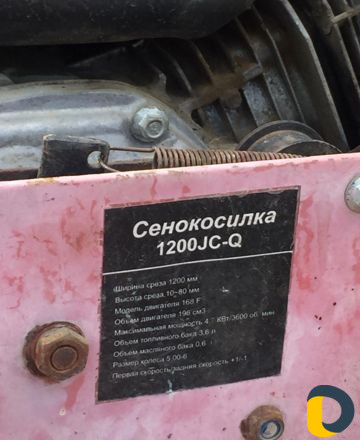 Сенокосилка
1200JC-Q
Ширина среза 1200 мм
Высота среза 10-80 мм
Модель двигателя 168 F
Объем двигателя 196 см3
Максимальная мощность 4 КВт/3600 об. мин
Объем топливного бака 3,6 л
Объем масляного бака 0.6
Размер колеси 5.00-6
Первая скорость/задния скорость +1/-1